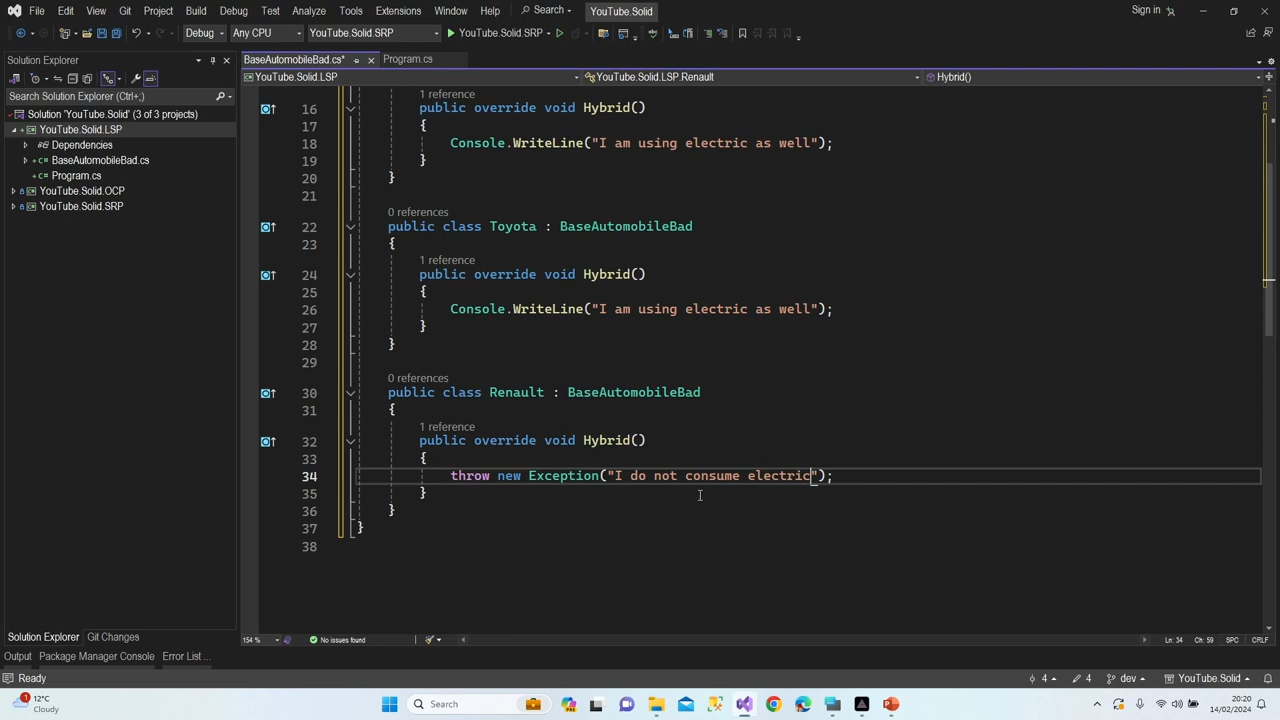 File Edit View Git Project Build Debug Test Analyze Tools Extensions Window Help Search YouTube.Solid Sign in
Debug Any CPU YouTube.Solid.SRP YouTube.Solid.SRP
Solution Explorer
BaseAutomobileBad.cs* Program.cs
YouTube.Solid.LSP YouTube.Solid.LSP.Renault Hybrid()
Search Solution Explorer (Ctrl+;)
Solution 'YouTube.Solid' (3 of 3 projects)
YouTube.Solid.LSP
Dependencies
BaseAutomobileBad.cs
Program.cs
YouTube.Solid.OCP
YouTube.Solid.SRP
1 reference
16 public override void Hybrid()
17 {
18 Console.WriteLine("I am using electric as well");
19 }
20 }
21
0 references
22 public class Toyota : BaseAutomobileBad
23 {
1 reference
24 public override void Hybrid()
25 {
26 Console.WriteLine("I am using electric as well");
27 }
28 }
29
0 references
30 public class Renault : BaseAutomobileBad
31 {
1 reference
32 public override void Hybrid()
33 {
34 throw new Exception("I do not consume electric");
35 }
36 }
37 }
38
Solution Explorer Git Changes
154 % No issues found Ln: 34 Ch: 59 SPC CRLF
Output Package Manager Console Error List ...
Ready 4 4 dev YouTube.Solid
1 12°C
Cloudy
Search
20:20
14/02/2024